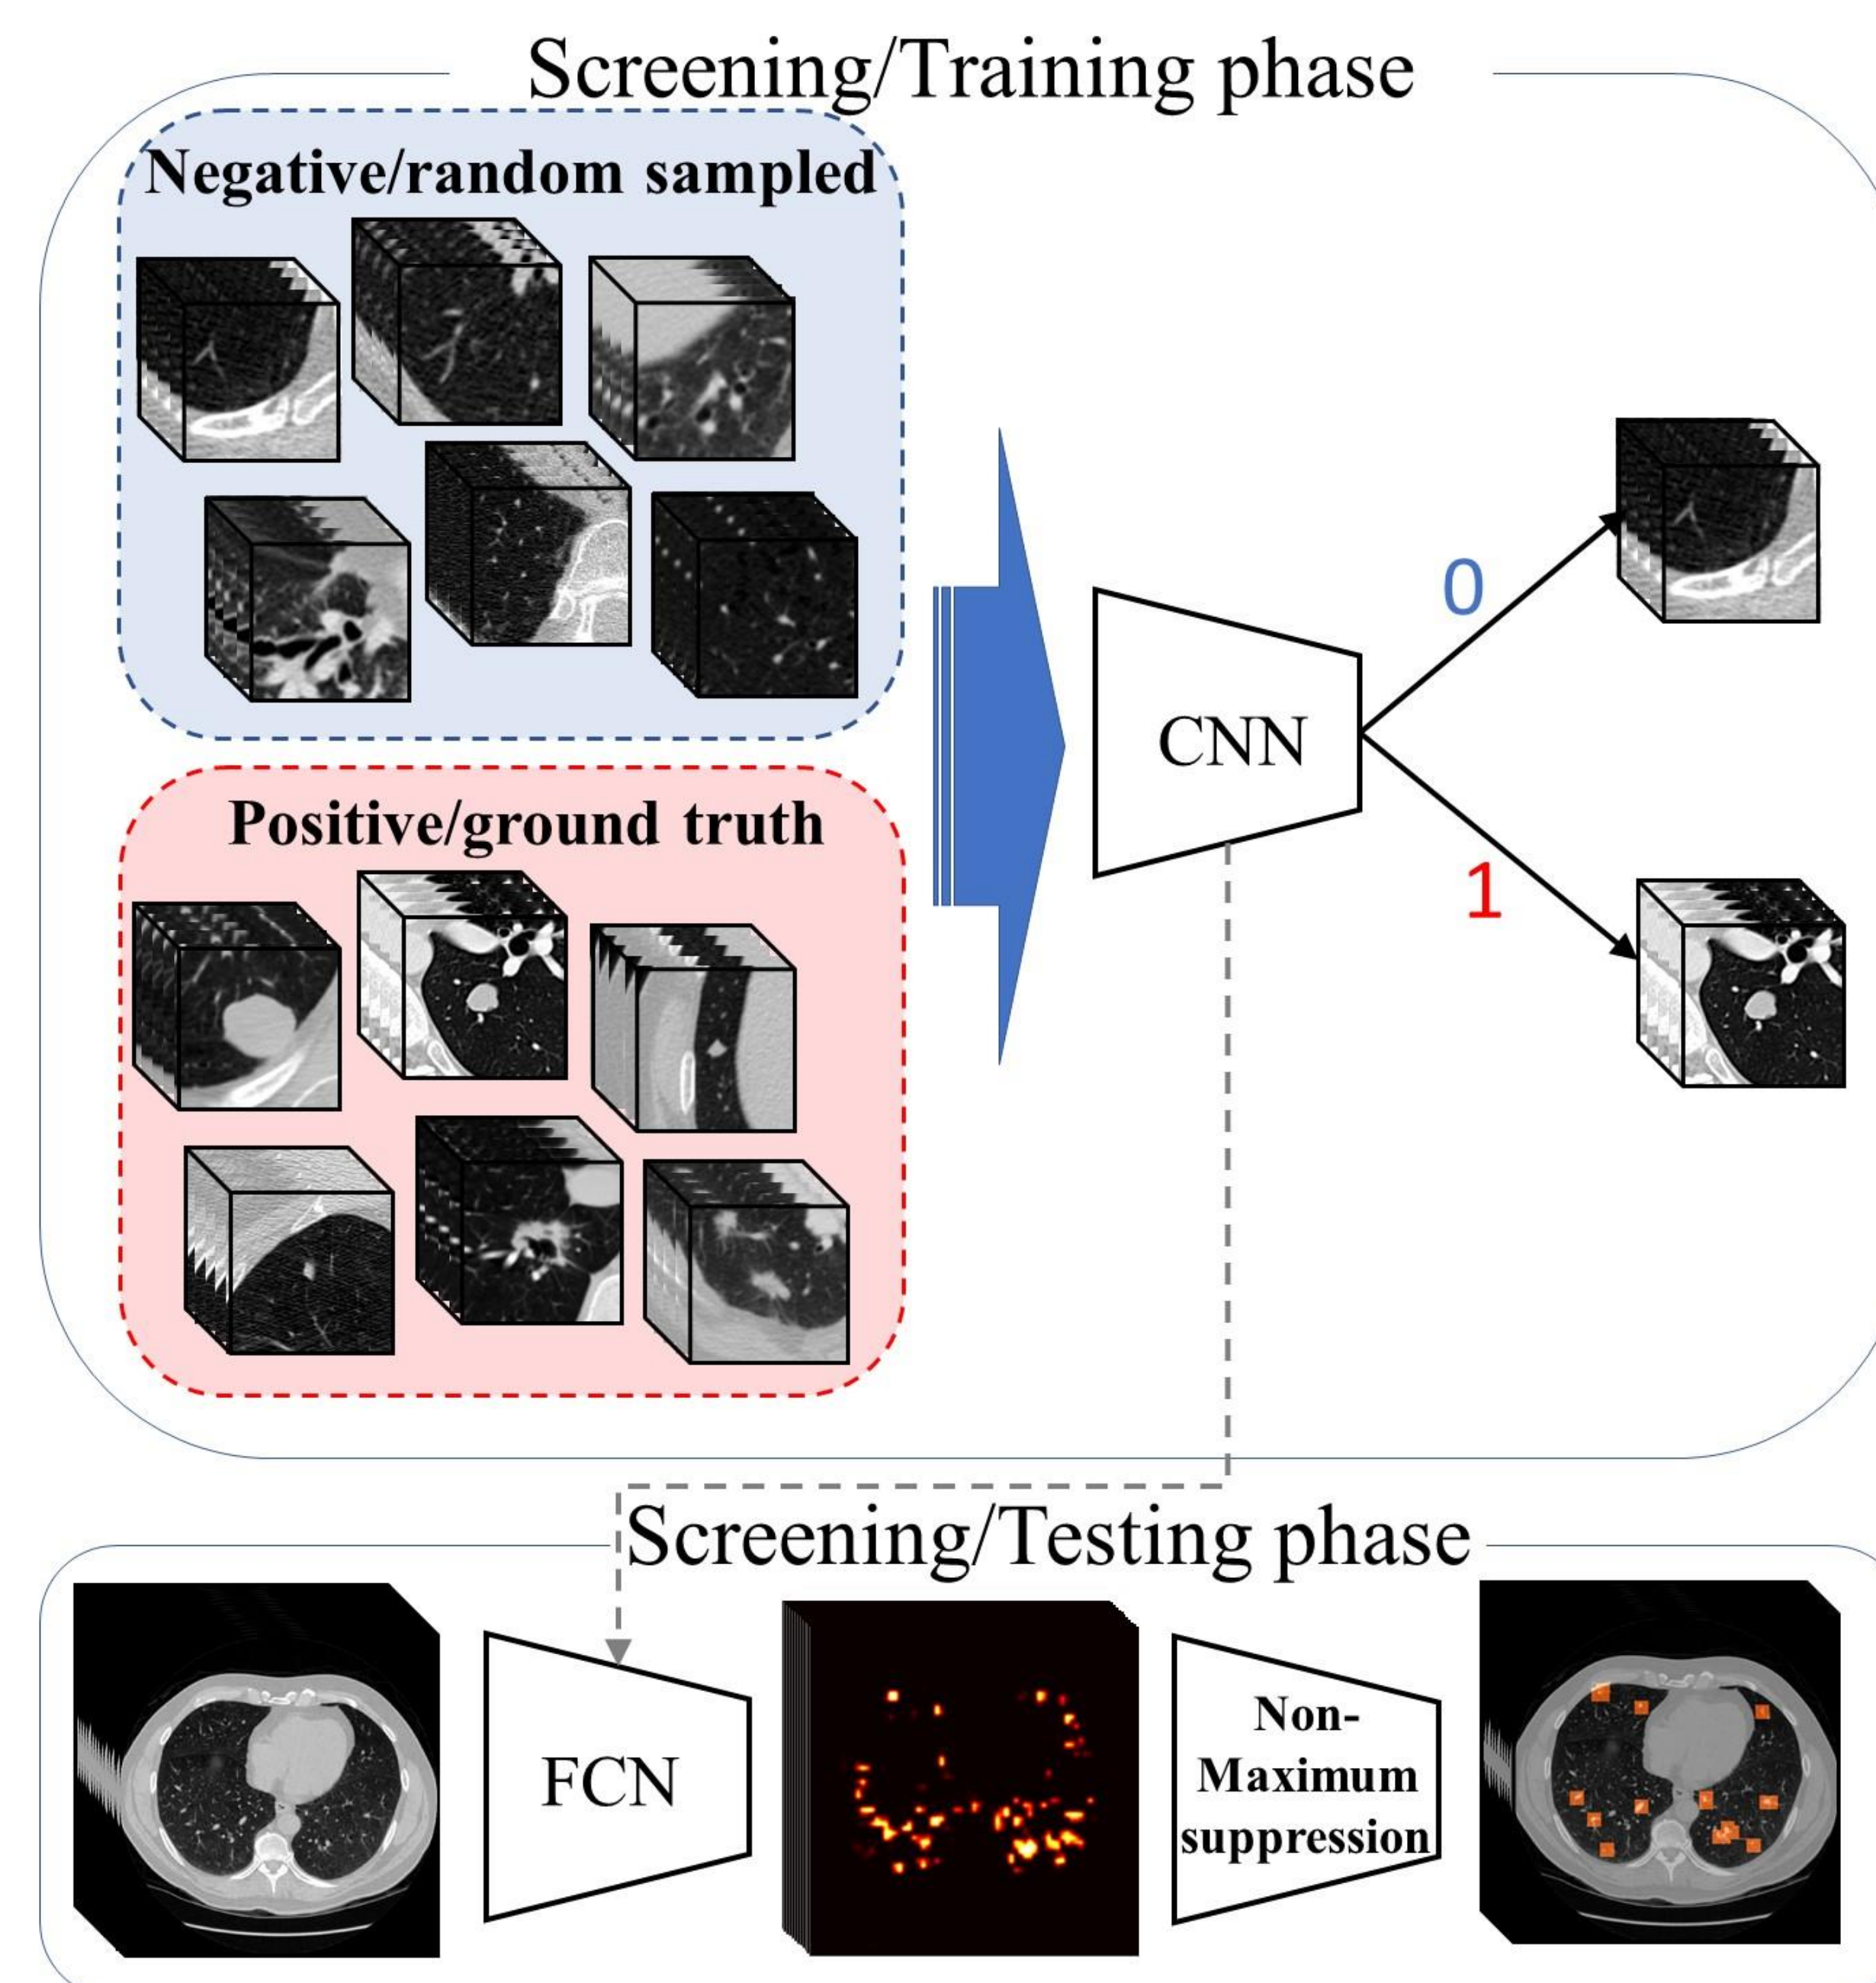 Screening/Training phase
Negative/random sampled
0
CNN
Positive/ground truth
1
Screening/Testing phase
FCN
Non-
Maximum
suppression